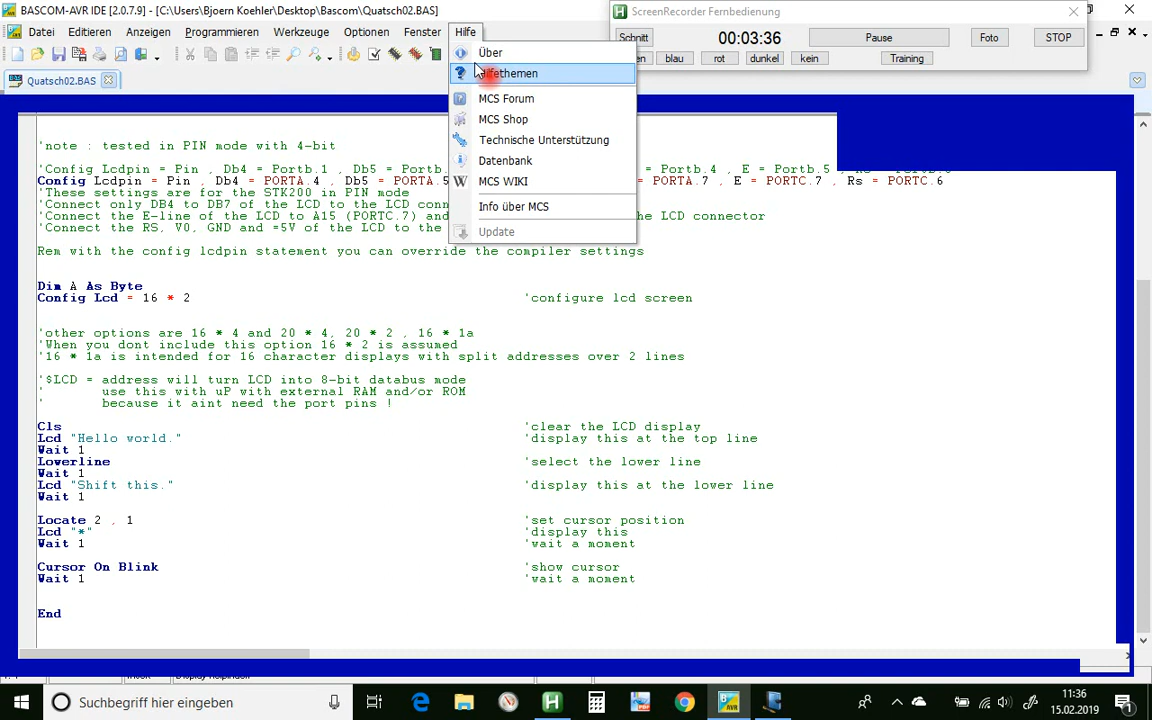 BASCOM-AVR IDE [2.0.7.9] - [C:\Users\Bjoern Koehler\Desktop\Bascom\Quatsch02.BAS]
ScreenRecorder Fernbedienung
Datei Editieren Anzeigen Programmieren Werkzeuge Optionen Fenster Hilfe
Schnitt 00:03:36 Pause Foto STOP
en blau rot dunkel kein Training
Quatsch02.BAS
Über
MCS Forum
MCS Shop
Technische Unterstützung
Datenbank
MCS WIKI
Info über MCS
Update
'note : tested in PIN mode with 4-bit
'Config Lcdpin = Pin , Db4 = Portb.1 , Db5 = Portb. = Portb.4 , E = Portb.5
Config Lcdpin = Pin , Db4 = PORTA.4 , Db5 = PORTA.5 = PORTA.7 , E = PORTC.7 , Rs = PORTC.6
'These settings are for the STK200 in PIN mode
'Connect only DB4 to DB7 of the LCD to the LCD conn
'Connect the E-line of the LCD to A15 (PORTC.7) and the LCD connector
'Connect the RS, V0, GND and =5V of the LCD to the
Rem with the config lcdpin statement you can override the compiler settings
Dim A As Byte
Config Lcd = 16 * 2 'configure lcd screen
'other options are 16 * 4 and 20 * 4, 20 * 2 , 16 * 1a
'When you dont include this option 16 * 2 is assumed
'16 * 1a is intended for 16 character displays with split addresses over 2 lines
'$LCD = address will turn LCD into 8-bit databus mode
' use this with uP with external RAM and/or ROM
' because it aint need the port pins !
Cls 'clear the LCD display
Lcd "Hello world." 'display this at the top line
Wait 1
Lowerline 'select the lower line
Wait 1
Lcd "Shift this." 'display this at the lower line
Wait 1
Locate 2 , 1 'set cursor position
Lcd "*" 'display this
Wait 1 'wait a moment
Cursor On Blink 'show cursor
Wait 1 'wait a moment
End
Suchbegriff hier eingeben
11:36
15.02.2019